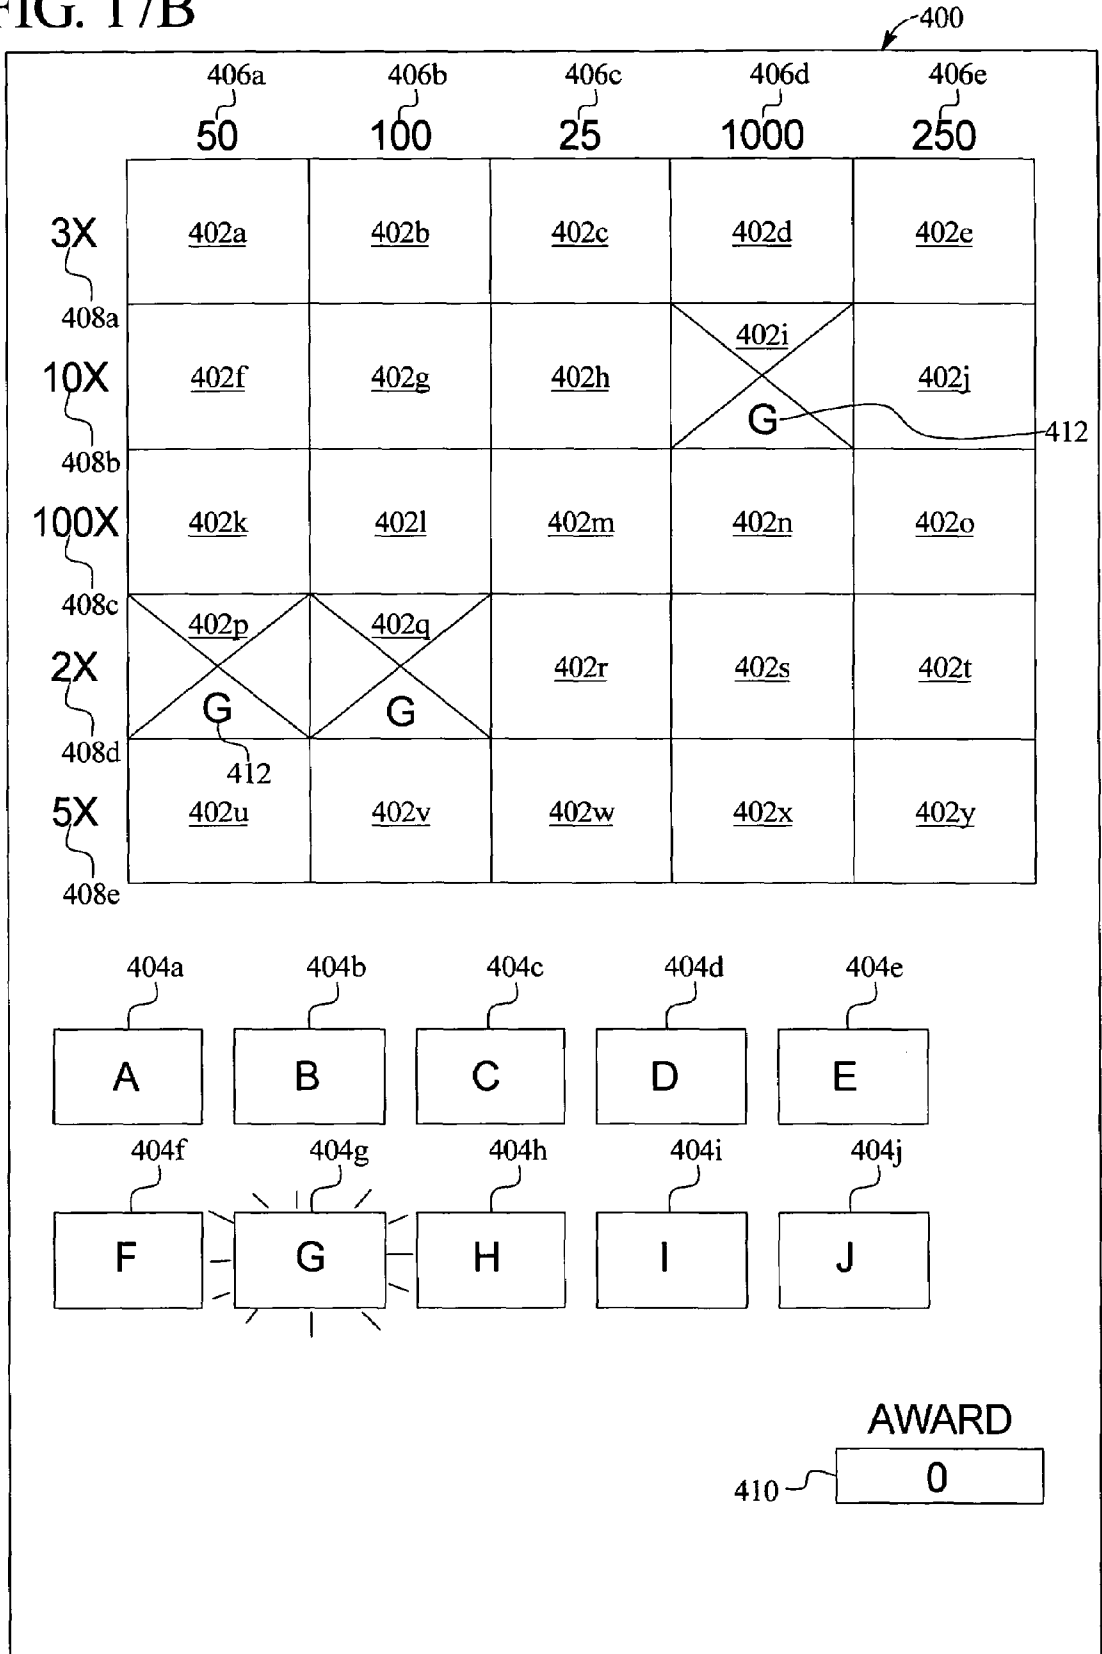 FIG. 17B
400
406a 406b 406c 406d 406e
50 100 25 1000 250
3X 402a 402b 402c 402d 402e
408a
402i
10X 402f 402g 402h 402j
G
412
408b
100X 402k 402l 402m 402n 402o
408c
402p 402q
2X 402r 402s 402t
G G
408d
412
5X 402u 402v 402w 402x 402y
408e
404a 404b 404c 404d 404e
A B C D E
404f 404g 404h 404i 404j
F G H I J
AWARD
410 0